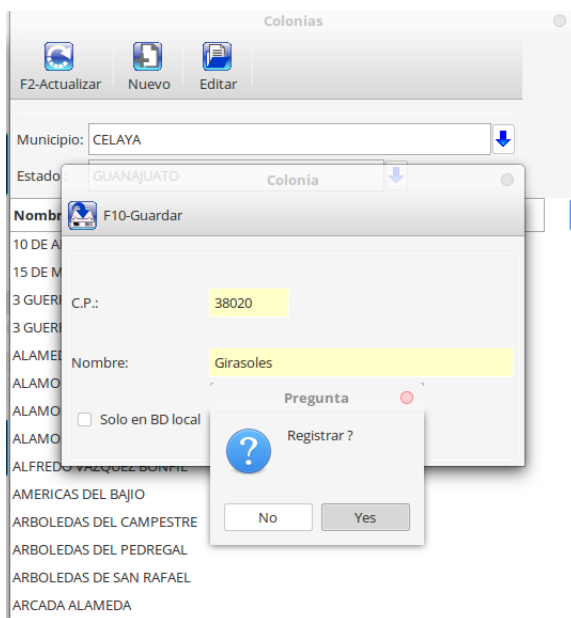 Colonias
F2-Actualizar Nuevo Editar
Municipio: CELAYA
Estado: GUANAJUATO
Colonia
Nombr
F10-Guardar
10 DE A
15 DE M
3 GUER
3 GUER
C.P.: 38020
ALAMED
Nombre: Girasoles
ALAMO
ALAMO
ALAMO
Solo en BD local
Pregunta
Registrar ?
No Yes
ALFREDO VAZQUEZ BONFIL
AMERICAS DEL BAJIO
ARBOLEDAS DEL CAMPESTRE
ARBOLEDAS DEL PEDREGAL
ARBOLEDAS DE SAN RAFAEL
ARCADA ALAMEDA